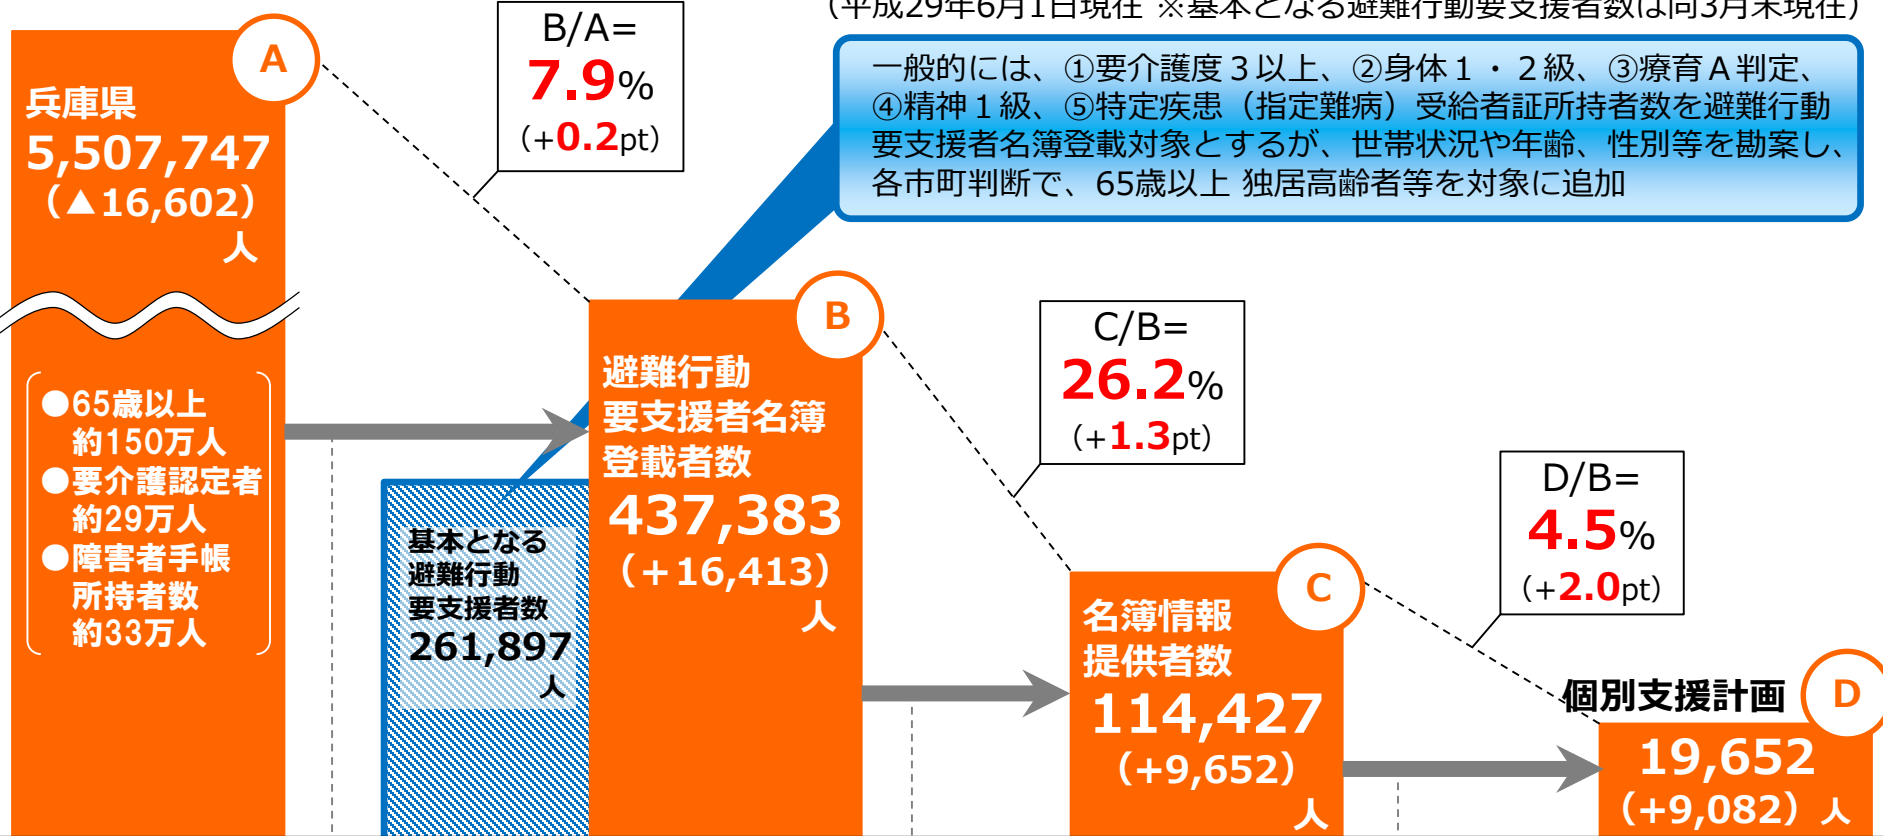 （平成29年6月1日現在 ※基本となる避難行動要支援者数は同3月末現在）
一般的には、①要介護度３以上、②身体１・２級、③療育Ａ判定、
④精神１級、⑤特定疾患（指定難病）受給者証所持者数を避難行動
要支援者名簿登載対象とするが、世帯状況や年齢、性別等を勘案し、
各市町判断で、65歳以上 独居高齢者等を対象に追加
A
兵庫県
5,507,747
（▲16,602）
人
●65歳以上
約150万人
●要介護認定者
約29万人
●障害者手帳
所持者数
約33万人
B/A=
7.9%
（+0.2pt）
基本となる
避難行動
要支援者数
261,897
人
B
避難行動
要支援者名簿
登載者数
437,383
（＋16,413）
人
C/B=
26.2%
（+1.3pt）
C
名簿情報
提供者数
114,427
（+9,652）
人
D/B=
4.5%
（+2.0pt）
個別支援計画
D
19,652
（+9,082）人